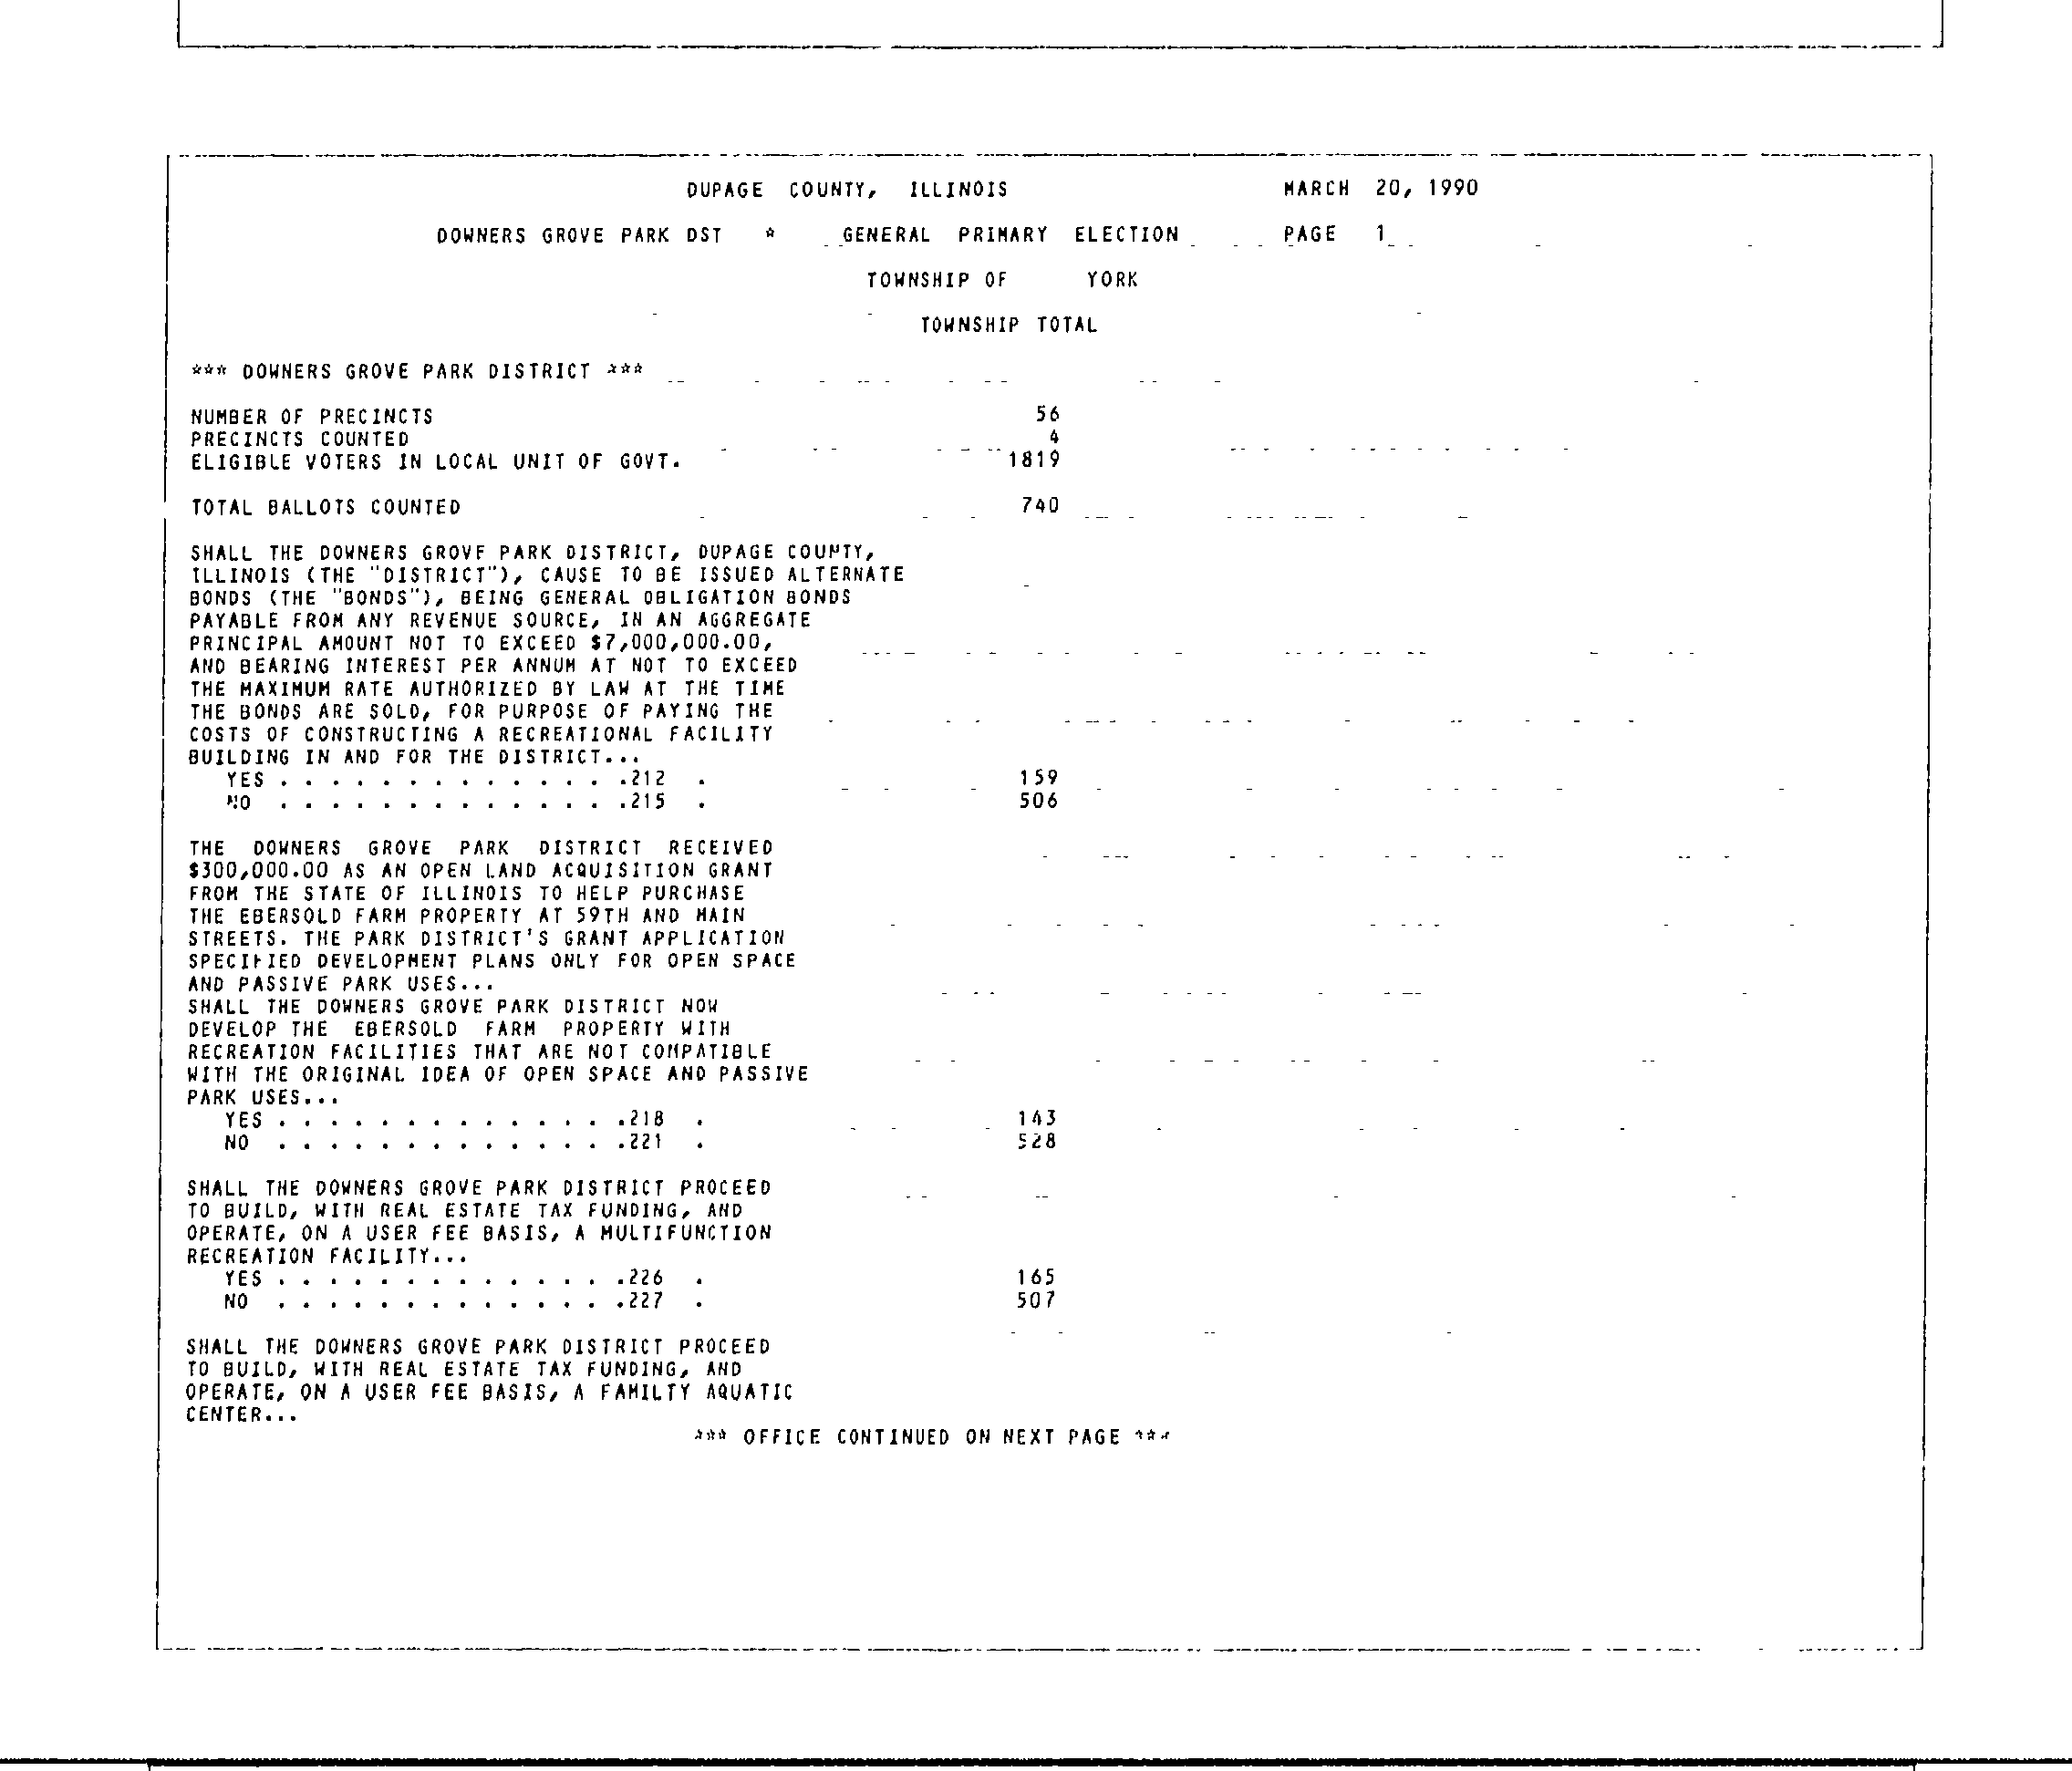 DUPAGE COUNTY, ILLINOIS MARCH 20, 1990
DOWNERS GROVE PARK DST * GENERAL PRIMARY ELECTION PAGE 1
TOWNSHIP OF YORK
TOWNSHIP TOTAL
*** DOWNERS GROVE PARK DISTRICT ***
NUMBER OF PRECINCTS 56
PRECINCTS COUNTED 4
ELIGIBLE VOTERS IN LOCAL UNIT OF GOVT. 1819
TOTAL BALLOTS COUNTED 740
SHALL THE DOWNERS GROVE PARK DISTRICT, DUPAGE COUNTY,
ILLINOIS (THE "DISTRICT"), CAUSE TO BE ISSUED ALTERNATE
BONDS (THE "BONDS"), BEING GENERAL OBLIGATION BONDS
PAYABLE FROM ANY REVENUE SOURCE, IN AN AGGREGATE
PRINCIPAL AMOUNT NOT TO EXCEED $7,000,000.00,
AND BEARING INTEREST PER ANNUM AT NOT TO EXCEED
THE MAXIMUM RATE AUTHORIZED BY LAW AT THE TIME
THE BONDS ARE SOLD, FOR PURPOSE OF PAYING THE
COSTS OF CONSTRUCTING A RECREATIONAL FACILITY
BUILDING IN AND FOR THE DISTRICT...
YES . . . . . . . . . . . . . .212 . 159
NO . . . . . . . . . . . . . .215 . 506
THE DOWNERS GROVE PARK DISTRICT RECEIVED
$300,000.00 AS AN OPEN LAND ACQUISITION GRANT
FROM THE STATE OF ILLINOIS TO HELP PURCHASE
THE EBERSOLD FARM PROPERTY AT 59TH AND MAIN
STREETS. THE PARK DISTRICT'S GRANT APPLICATION
SPECIFIED DEVELOPMENT PLANS ONLY FOR OPEN SPACE
AND PASSIVE PARK USES...
SHALL THE DOWNERS GROVE PARK DISTRICT NOW
DEVELOP THE EBERSOLD FARM PROPERTY WITH
RECREATION FACILITIES THAT ARE NOT COMPATIBLE
WITH THE ORIGINAL IDEA OF OPEN SPACE AND PASSIVE
PARK USES...
YES . . . . . . . . . . . . . .218 . 143
NO . . . . . . . . . . . . . .221 . 528
SHALL THE DOWNERS GROVE PARK DISTRICT PROCEED
TO BUILD, WITH REAL ESTATE TAX FUNDING, AND
OPERATE, ON A USER FEE BASIS, A MULTIFUNCTION
RECREATION FACILITY...
YES . . . . . . . . . . . . . .226 . 165
NO . . . . . . . . . . . . . .227 . 507
SHALL THE DOWNERS GROVE PARK DISTRICT PROCEED
TO BUILD, WITH REAL ESTATE TAX FUNDING, AND
OPERATE, ON A USER FEE BASIS, A FAMILTY AQUATIC
CENTER...
*** OFFICE CONTINUED ON NEXT PAGE ***